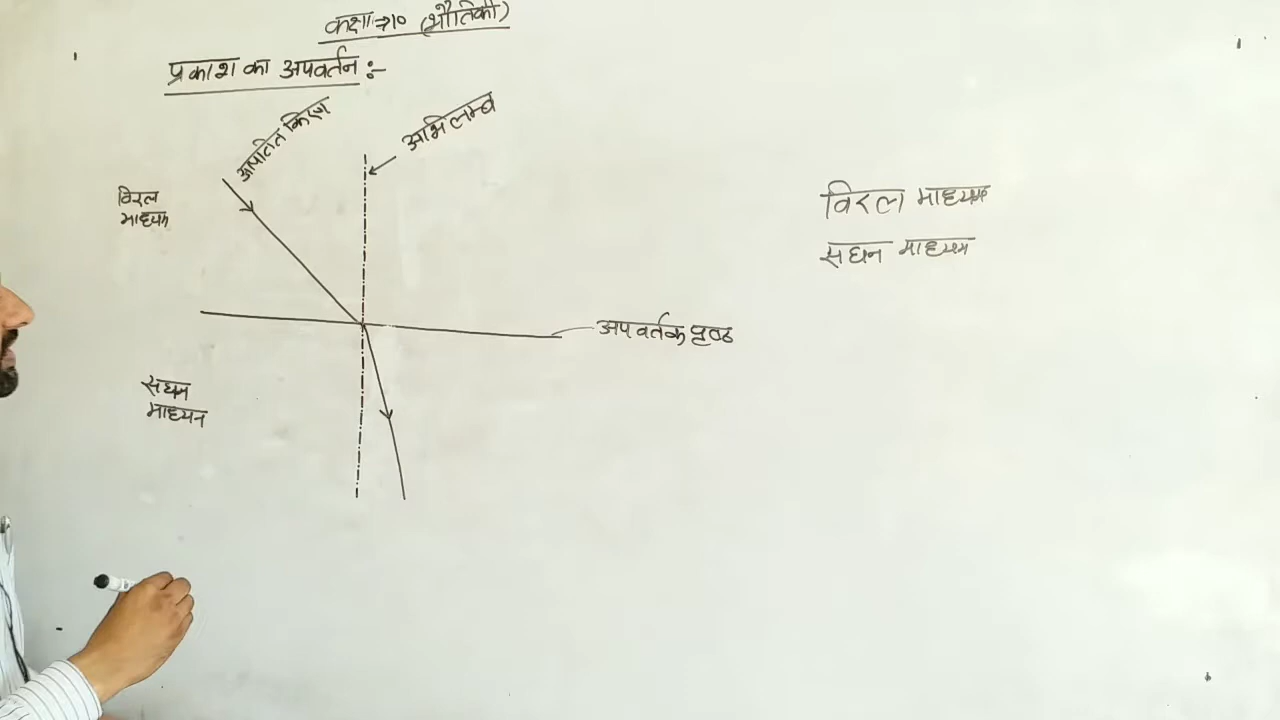 कक्षा→10 (भौतिकी)
प्रकाश का अपवर्तन :-
आपतित किरण
अभिलम्ब
विरल
माध्यम
विरल माध्यम
सघन माध्यम
अपवर्तक पृष्ठ
सघन
माध्यम